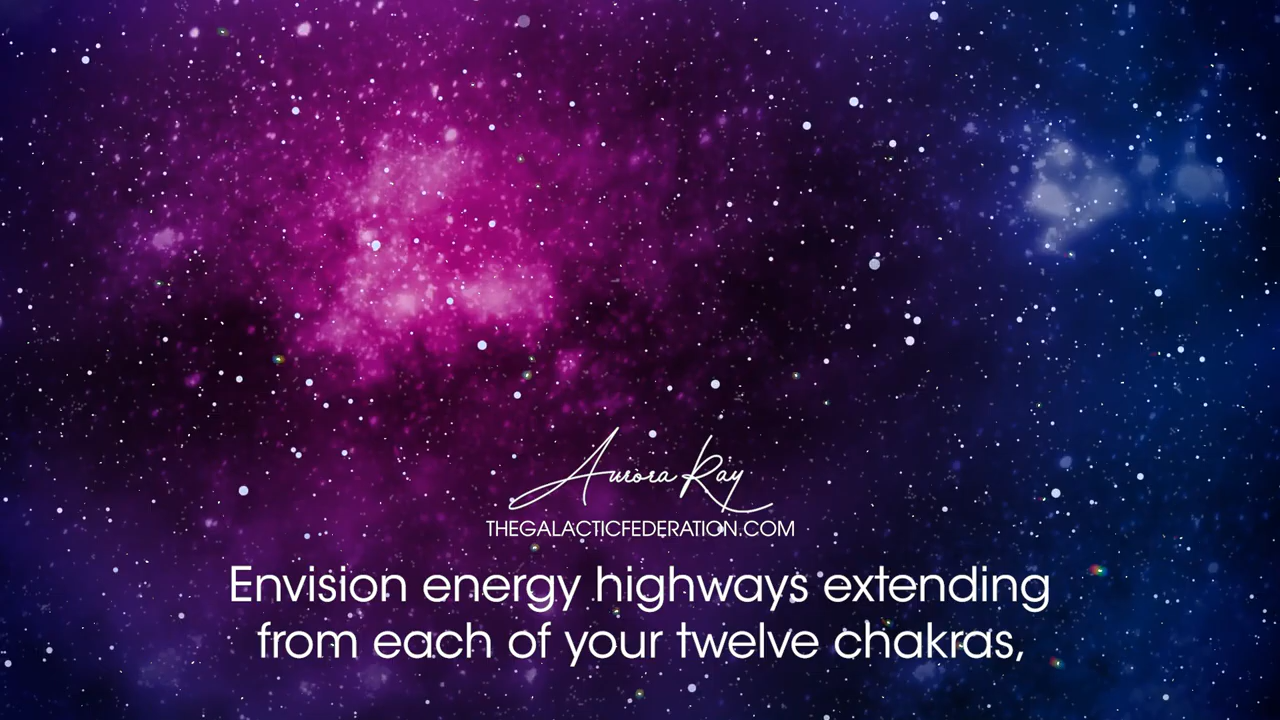 Aurora Ray
THEGALACTICFEDERATION.COM
Envision energy highways extending
from each of your twelve chakras,